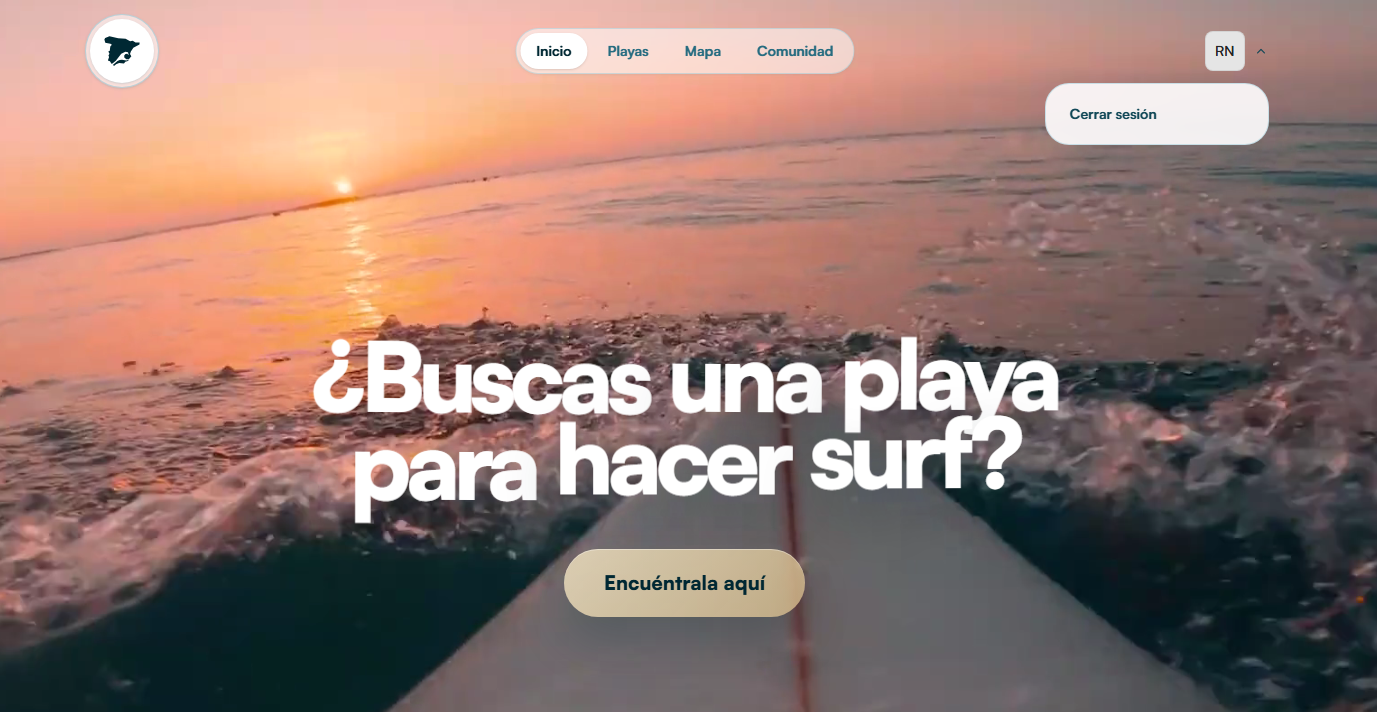 Inicio
Playas
Mapa
Comunidad
RN
Cerrar sesión
¿Buscas una playa
para hacer surf?
Encuéntrala aquí